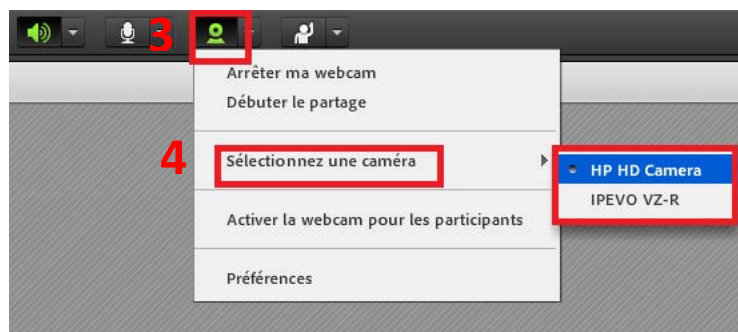 3
Arrêter ma webcam
Débuter le partage
4
Sélectionnez une caméra
HP HD Camera
IPEVO VZ-R
Activer la webcam pour les participants
Préférences